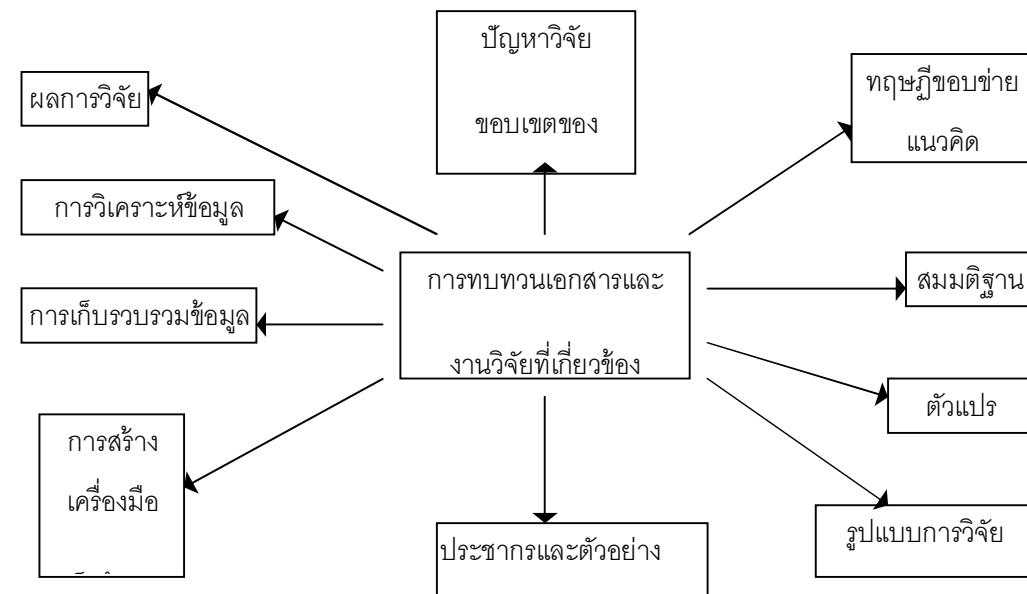 ปัญหาวิจัย
ขอบเขตของ
ทฤษฎีขอบข่าย
แนวคิด
ผลการวิจัย
การวิเคราะห์ข้อมูล
การทบทวนเอกสารและ
งานวิจัยที่เกี่ยวข้อง
สมมติฐาน
การเก็บรวบรวมข้อมูล
ตัวแปร
การสร้าง
เครื่องมือ
รูปแบบการวิจัย
ประชากรและตัวอย่าง